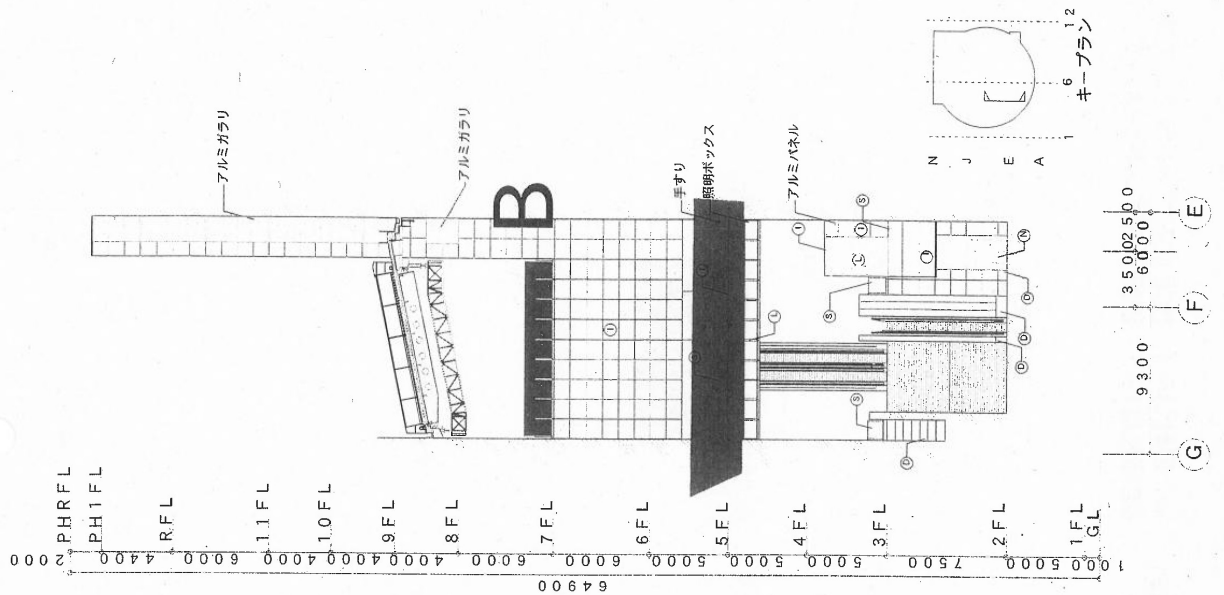 アルミガラリ
アルミガラリ
B
手すり
照明ボックス
アルミパネル
キープラン
N
J
E
A
1
6
12
PHRFL
PH1FL
RFL
11FL
10FL
9FL
8FL
7FL
6FL
5FL
4FL
3FL
2FL
1FL
GL
2000
4400
4400
6000
4000
4000
4000
6000
6000
5000
5000
5000
7500
5000
1000
64900
9300
3500
2500
6000
G
F
E
I
I
I
S
S
S
L
L
D
D
D
D
N